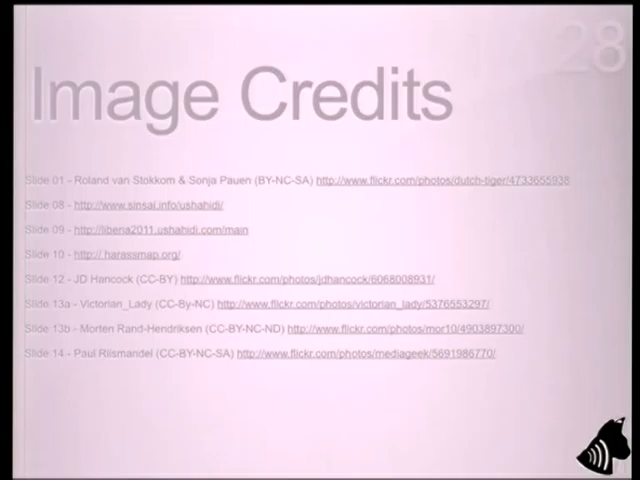 28
Image Credits
Slide 01 - Roland van Stokkom & Sonja Pauen (BY-NC-SA) http://www.flickr.com/photos/dutch-tiger/4733655938
Slide 08 - http://www.sinsai.info/ushahidi/
Slide 09 - http://liberia2011.ushahidi.com/main
Slide 10 - http:// harassmap.org/
Slide 12 - JD Hancock (CC-BY) http://www.flickr.com/photos/jdhancock/6068008931/
Slide 13a - Victorian_Lady (CC-By-NC) http://www.flickr.com/photos/victorian_lady/5376553297/
Slide 13b - Morten Rand-Hendriksen (CC-BY-NC-ND) http://www.flickr.com/photos/mor10/4903897300/
Slide 14 - Paul Riismandel (CC-BY-NC-SA) http://www.flickr.com/photos/mediageek/5691986770/